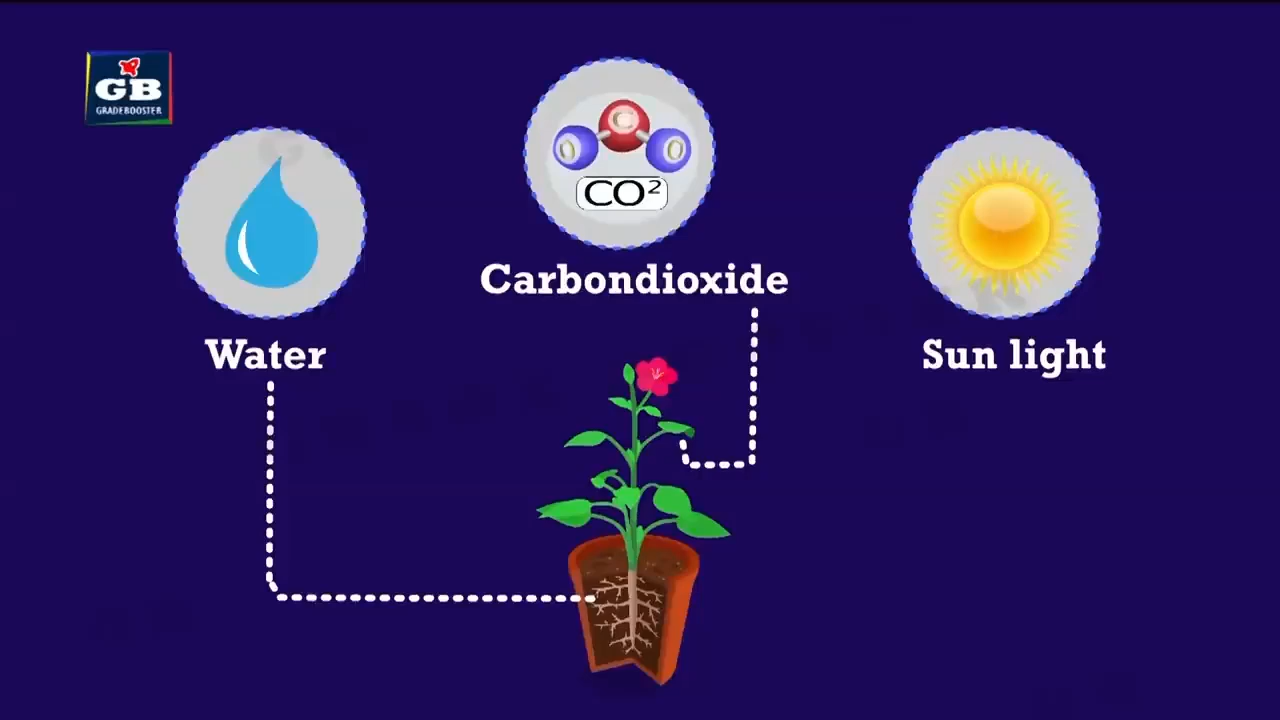 GB
GRADEBOOSTER
O C O
CO²
Carbondioxide
Water
Sun light